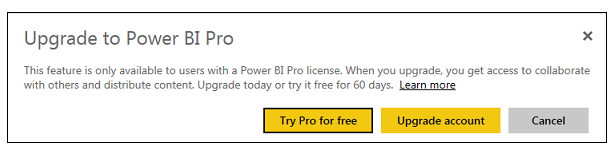 Upgrade to Power BI Pro
This feature is only available to users with a Power BI Pro license. When you upgrade, you get access to collaborate
with others and distribute content. Upgrade today or try it free for 60 days. Learn more
Try Pro for free Upgrade account Cancel